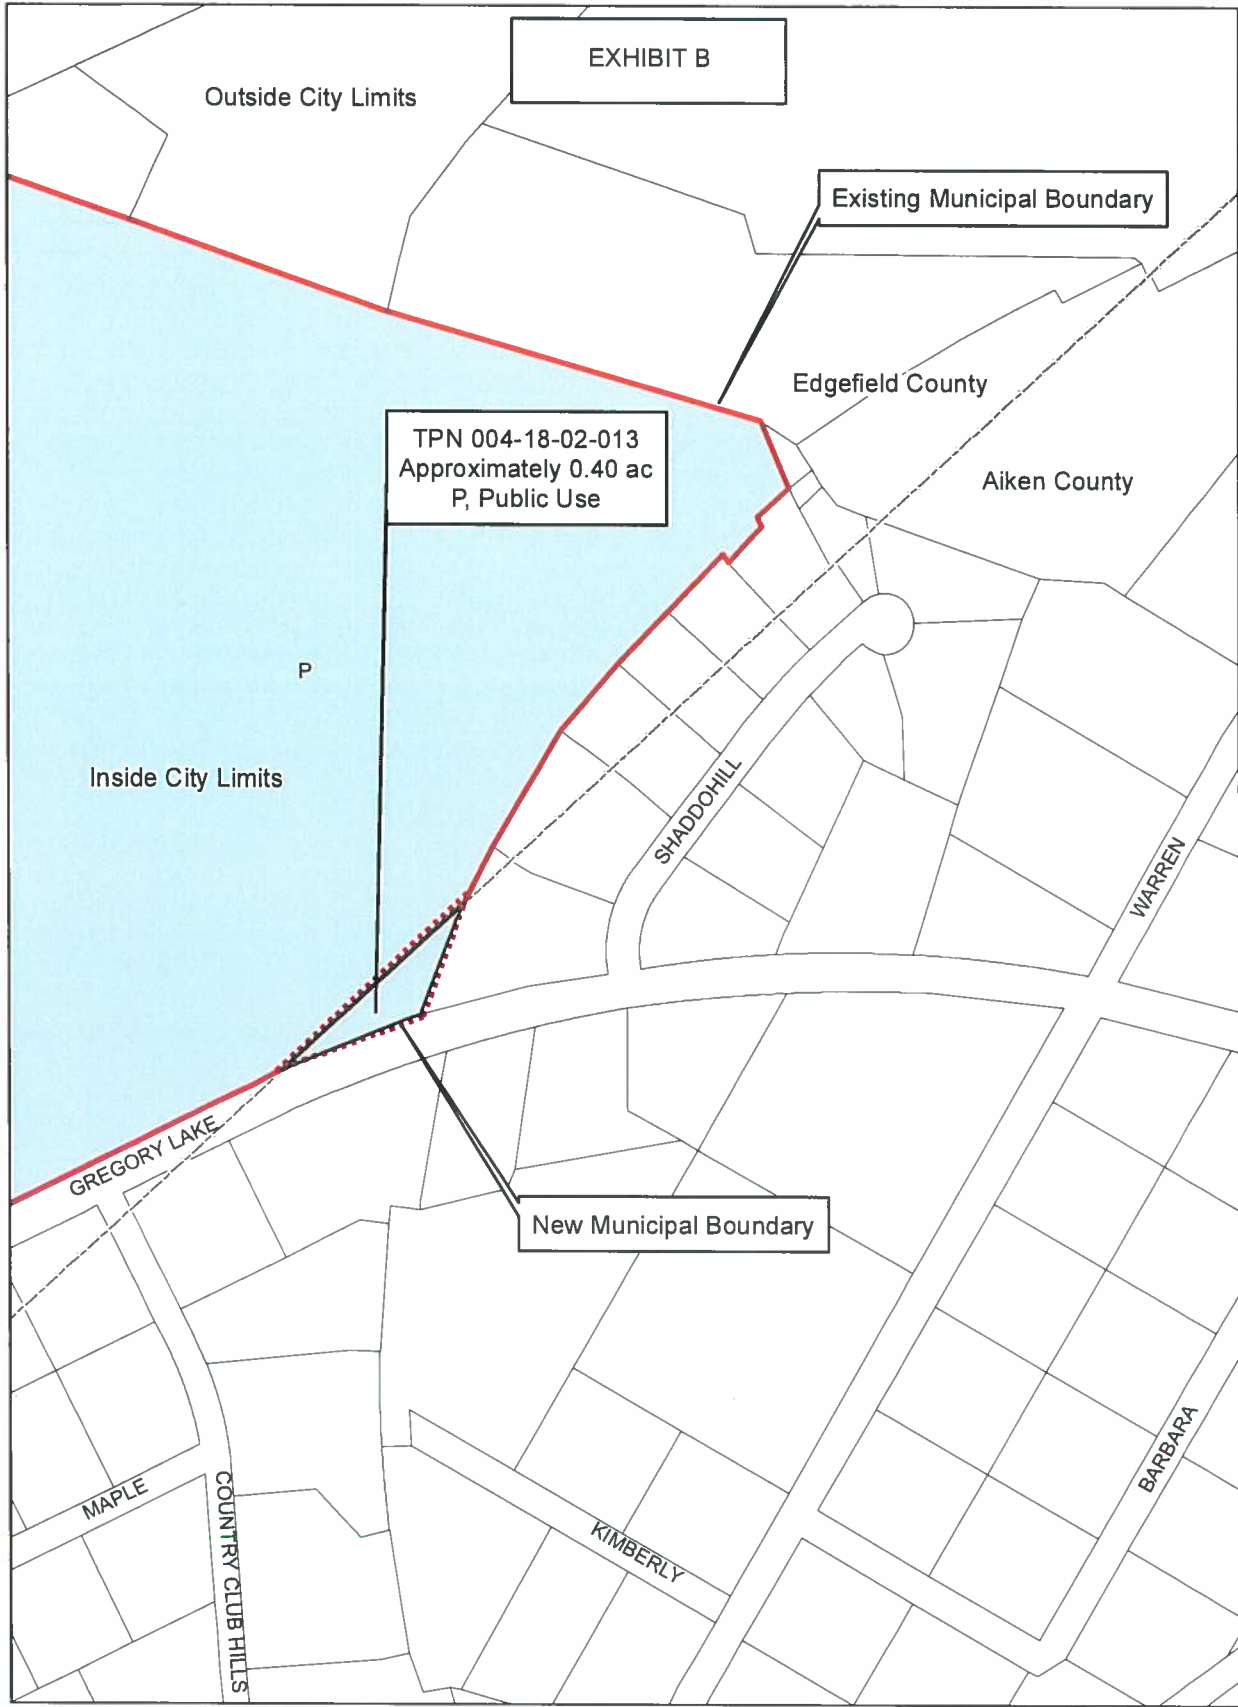 EXHIBIT B
Outside City Limits
Existing Municipal Boundary
Edgefield County
Aiken County
TPN 004-18-02-013
Approximately 0.40 ac
P, Public Use
P
Inside City Limits
SHADDOHILL
WARREN
GREGORY LAKE
New Municipal Boundary
MAPLE
COUNTRY CLUB HILLS
KIMBERLY
BARBARA